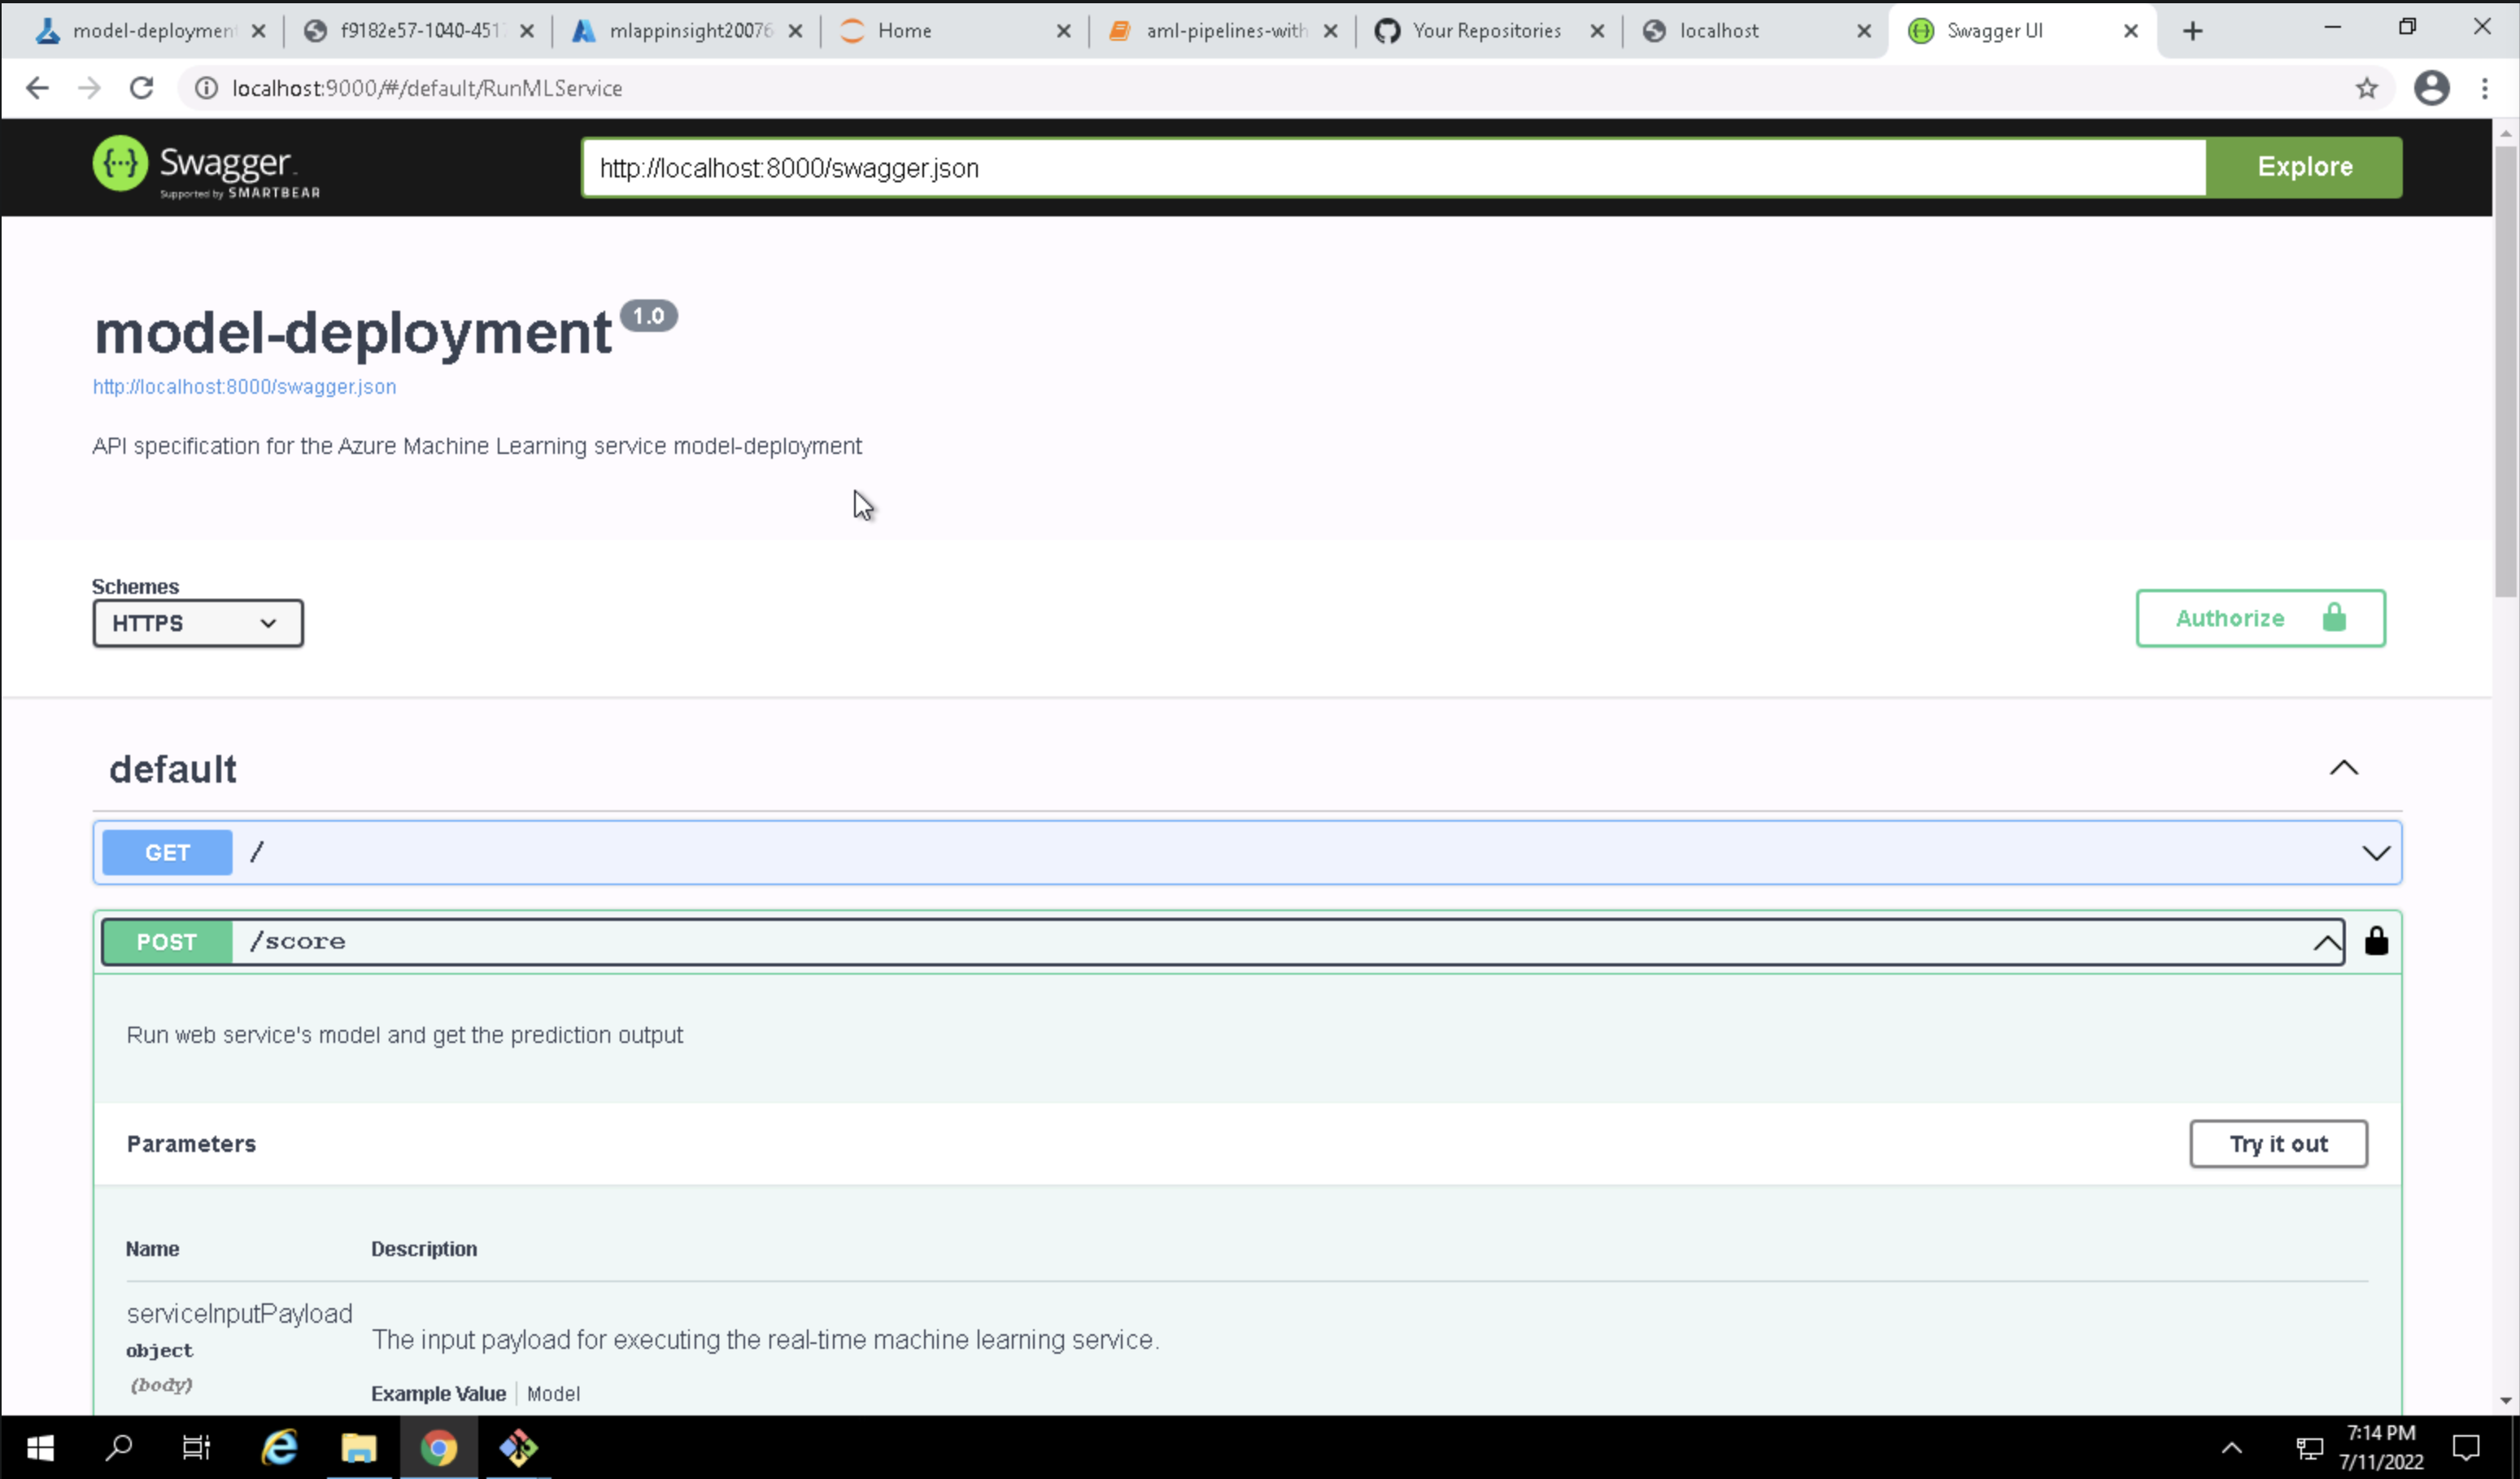 model-deployment
f9182e57-1040-451
mlappinsight20076
Home
aml-pipelines-with
Your Repositories
localhost
Swagger UI
localhost:9000/#/default/RunMLService
Swagger
Supported by SMARTBEAR
http://localhost:8000/swagger.json
Explore
model-deployment 1.0
http://localhost:8000/swagger.json
API specification for the Azure Machine Learning service model-deployment
Schemes
HTTPS
Authorize
default
GET /
POST /score
Run web service's model and get the prediction output
Parameters
Try it out
Name Description
serviceInputPayload
object
(body)
The input payload for executing the real-time machine learning service.
Example Value Model
7:14 PM
7/11/2022